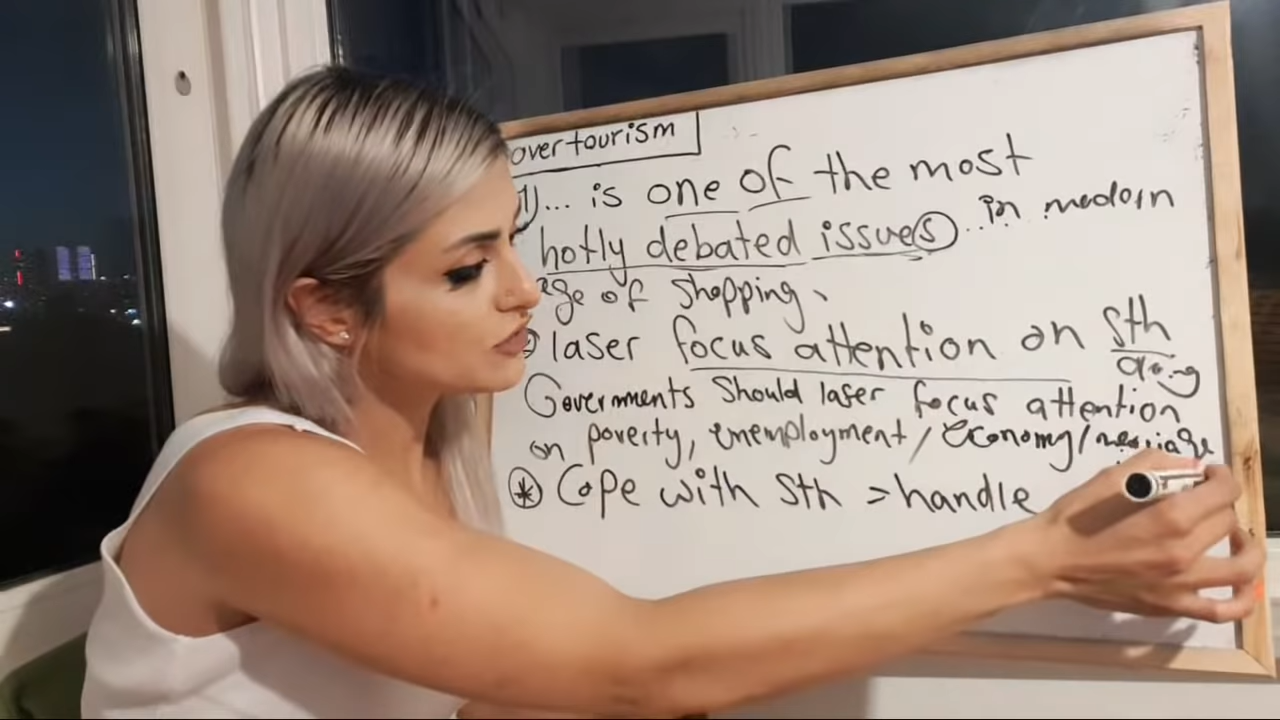 overtourism
1) ... is one of the most
hotly debated issues ... in modern
age of shopping,
laser focus attention on sth
doing
Governments should laser focus attention
on poverty, unemployment / economy /
* Cope with sth = handle